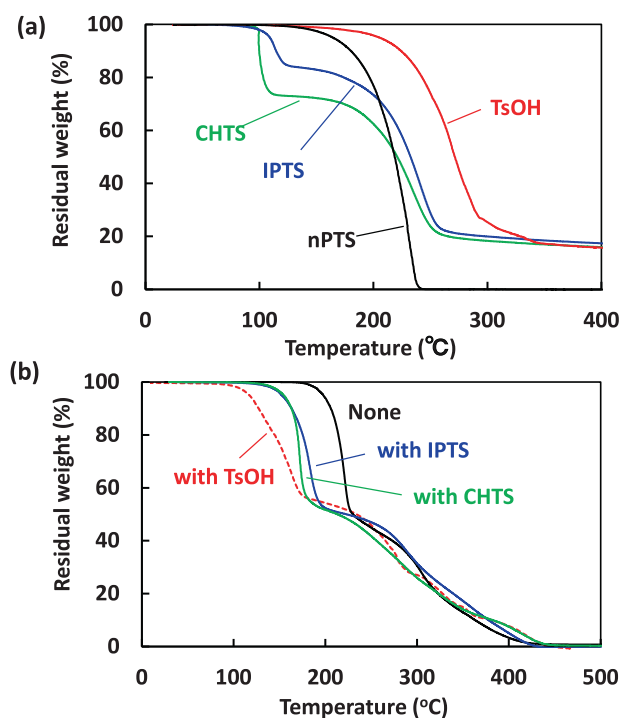 (a)
Residual weight (%)
100
80
60
40
20
0
CHTS
IPTS
nPTS
TsOH
0 100 200 300 400
Temperature (℃)
(b)
Residual weight (%)
100
80
60
40
20
0
None
with IPTS
with TsOH
with CHTS
0 100 200 300 400 500
Temperature (oC)